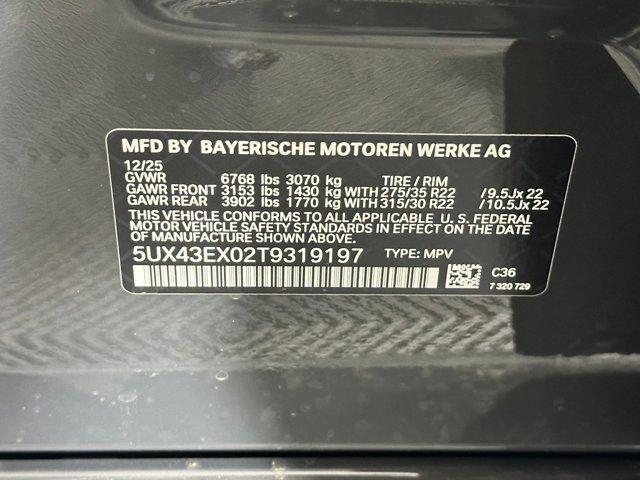 MFD BY BAYERISCHE MOTOREN WERKE AG
12/25
GVWR 6768 lbs 3070 kg TIRE / RIM
GAWR FRONT 3153 lbs 1430 kg WITH 275/35 R22 / 9.5Jx 22
GAWR REAR 3902 lbs 1770 kg WITH 315/30 R22 / 10.5Jx 22
THIS VEHICLE CONFORMS TO ALL APPLICABLE U. S. FEDERAL
MOTOR VEHICLE SAFETY STANDARDS IN EFFECT ON THE DATE
OF MANUFACTURE SHOWN ABOVE.
5UX43EX02T9319197 TYPE: MPV
C36
7 320 729